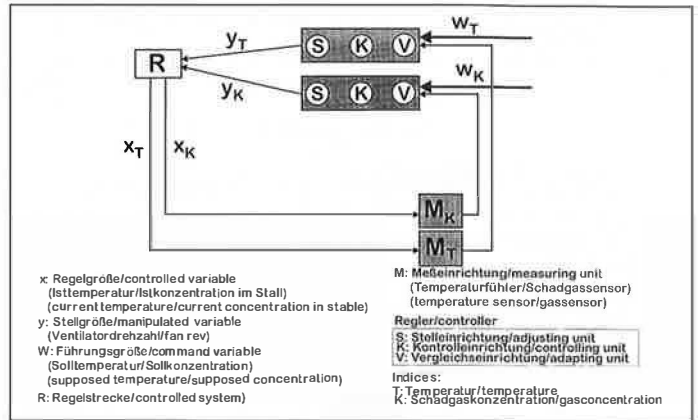 w_T
y_T
S K V
R
w_K
y_K
S K V
x_T
x_K
M_K
M_T
x: Regelgröße/controlled variable
(Isttemperatur/Istkonzentration im Stall)
(current temperature/current concentration in stable)
y: Stellgröße/manipulated variable
(Ventilatordrehzahl/fan rev)
W: Führungsgröße/command variable
(Solltemperatur/Sollkonzentration)
(supposed temperature/supposed concentration)
R: Regelstrecke/controlled system)
M: Meßeinrichtung/measuring unit
(Temperaturfühler/Schadgassensor)
(temperature sensor/gassensor)
Regler/controller
S: Stelleinrichtung/adjusting unit
K: Kontrolleinrichtung/controlling unit
V: Vergleichseinrichtung/adapting unit
Indices:
T: Temperatur/temperature
K: Schadgaskonzentration/gasconcentration